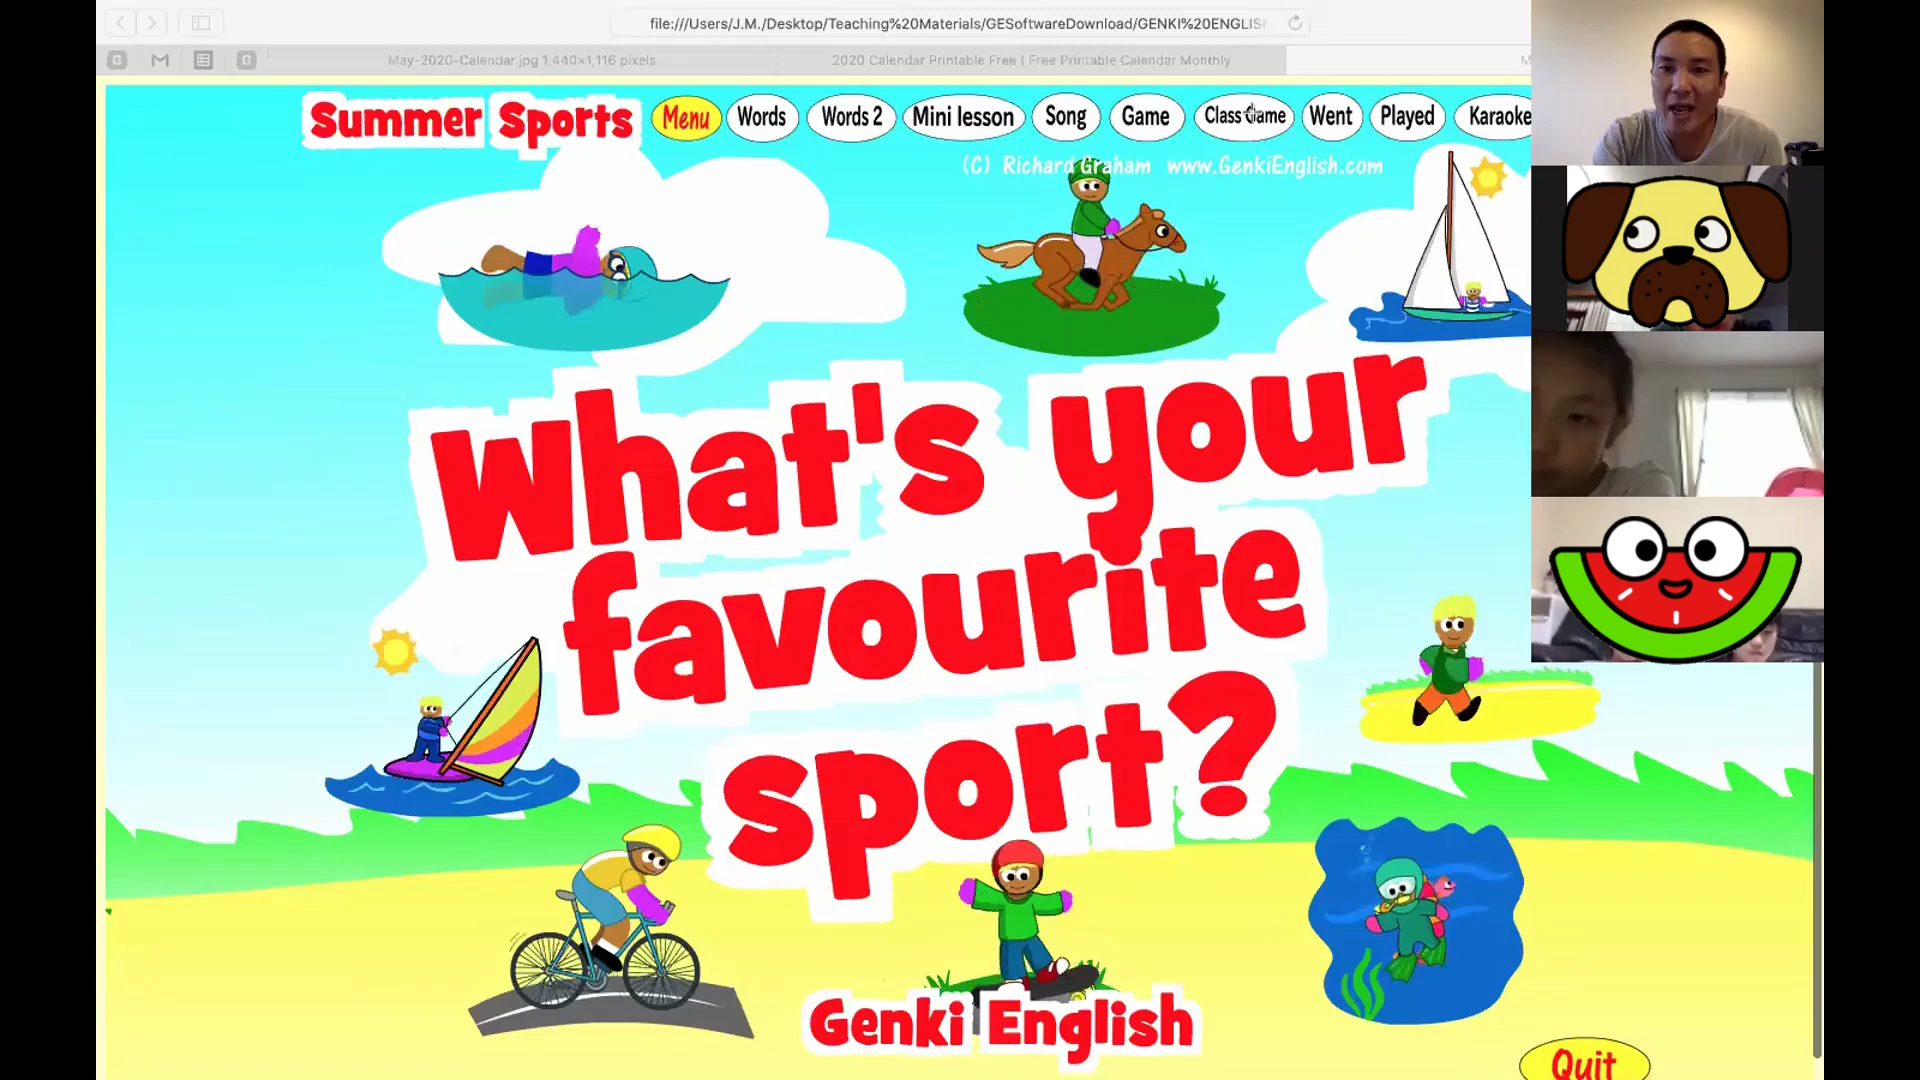 file:///Users/J.M./Desktop/Teaching%20Materials/GESoftwareDownload/GENKI%20ENGLISH
G
M
G
May-2020-Calendar.jpg 1,440×1,116 pixels
2020 Calendar Printable Free | Free Printable Calendar Monthly
Summer Sports
Menu
Words
Words 2
Mini lesson
Song
Game
Class Game
Went
Played
Karaoke
(C) Richard Graham www.GenkiEnglish.com
What's your
favourite
sport?
Genki English
Quit